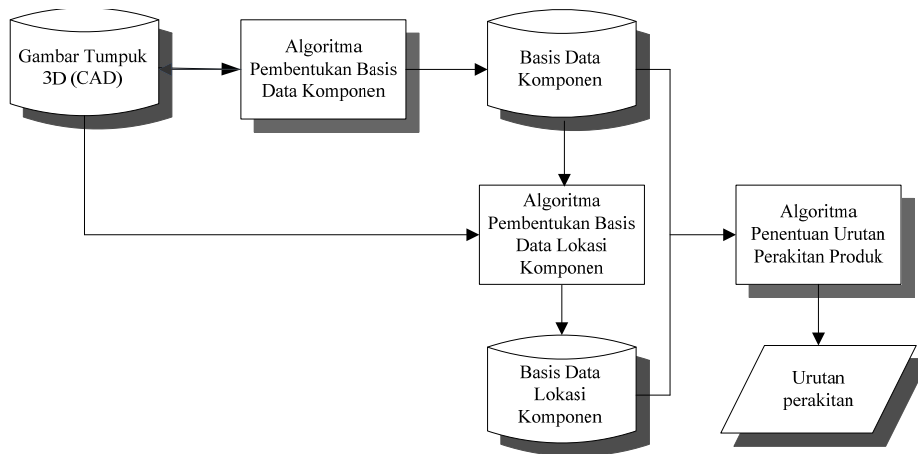 Gambar Tumpuk
3D (CAD)
Algoritma
Pembentukan Basis
Data Komponen
Basis Data
Komponen
Algoritma
Pembentukan Basis
Data Lokasi
Komponen
Algoritma
Penentuan Urutan
Perakitan Produk
Basis Data
Lokasi
Komponen
Urutan
perakitan